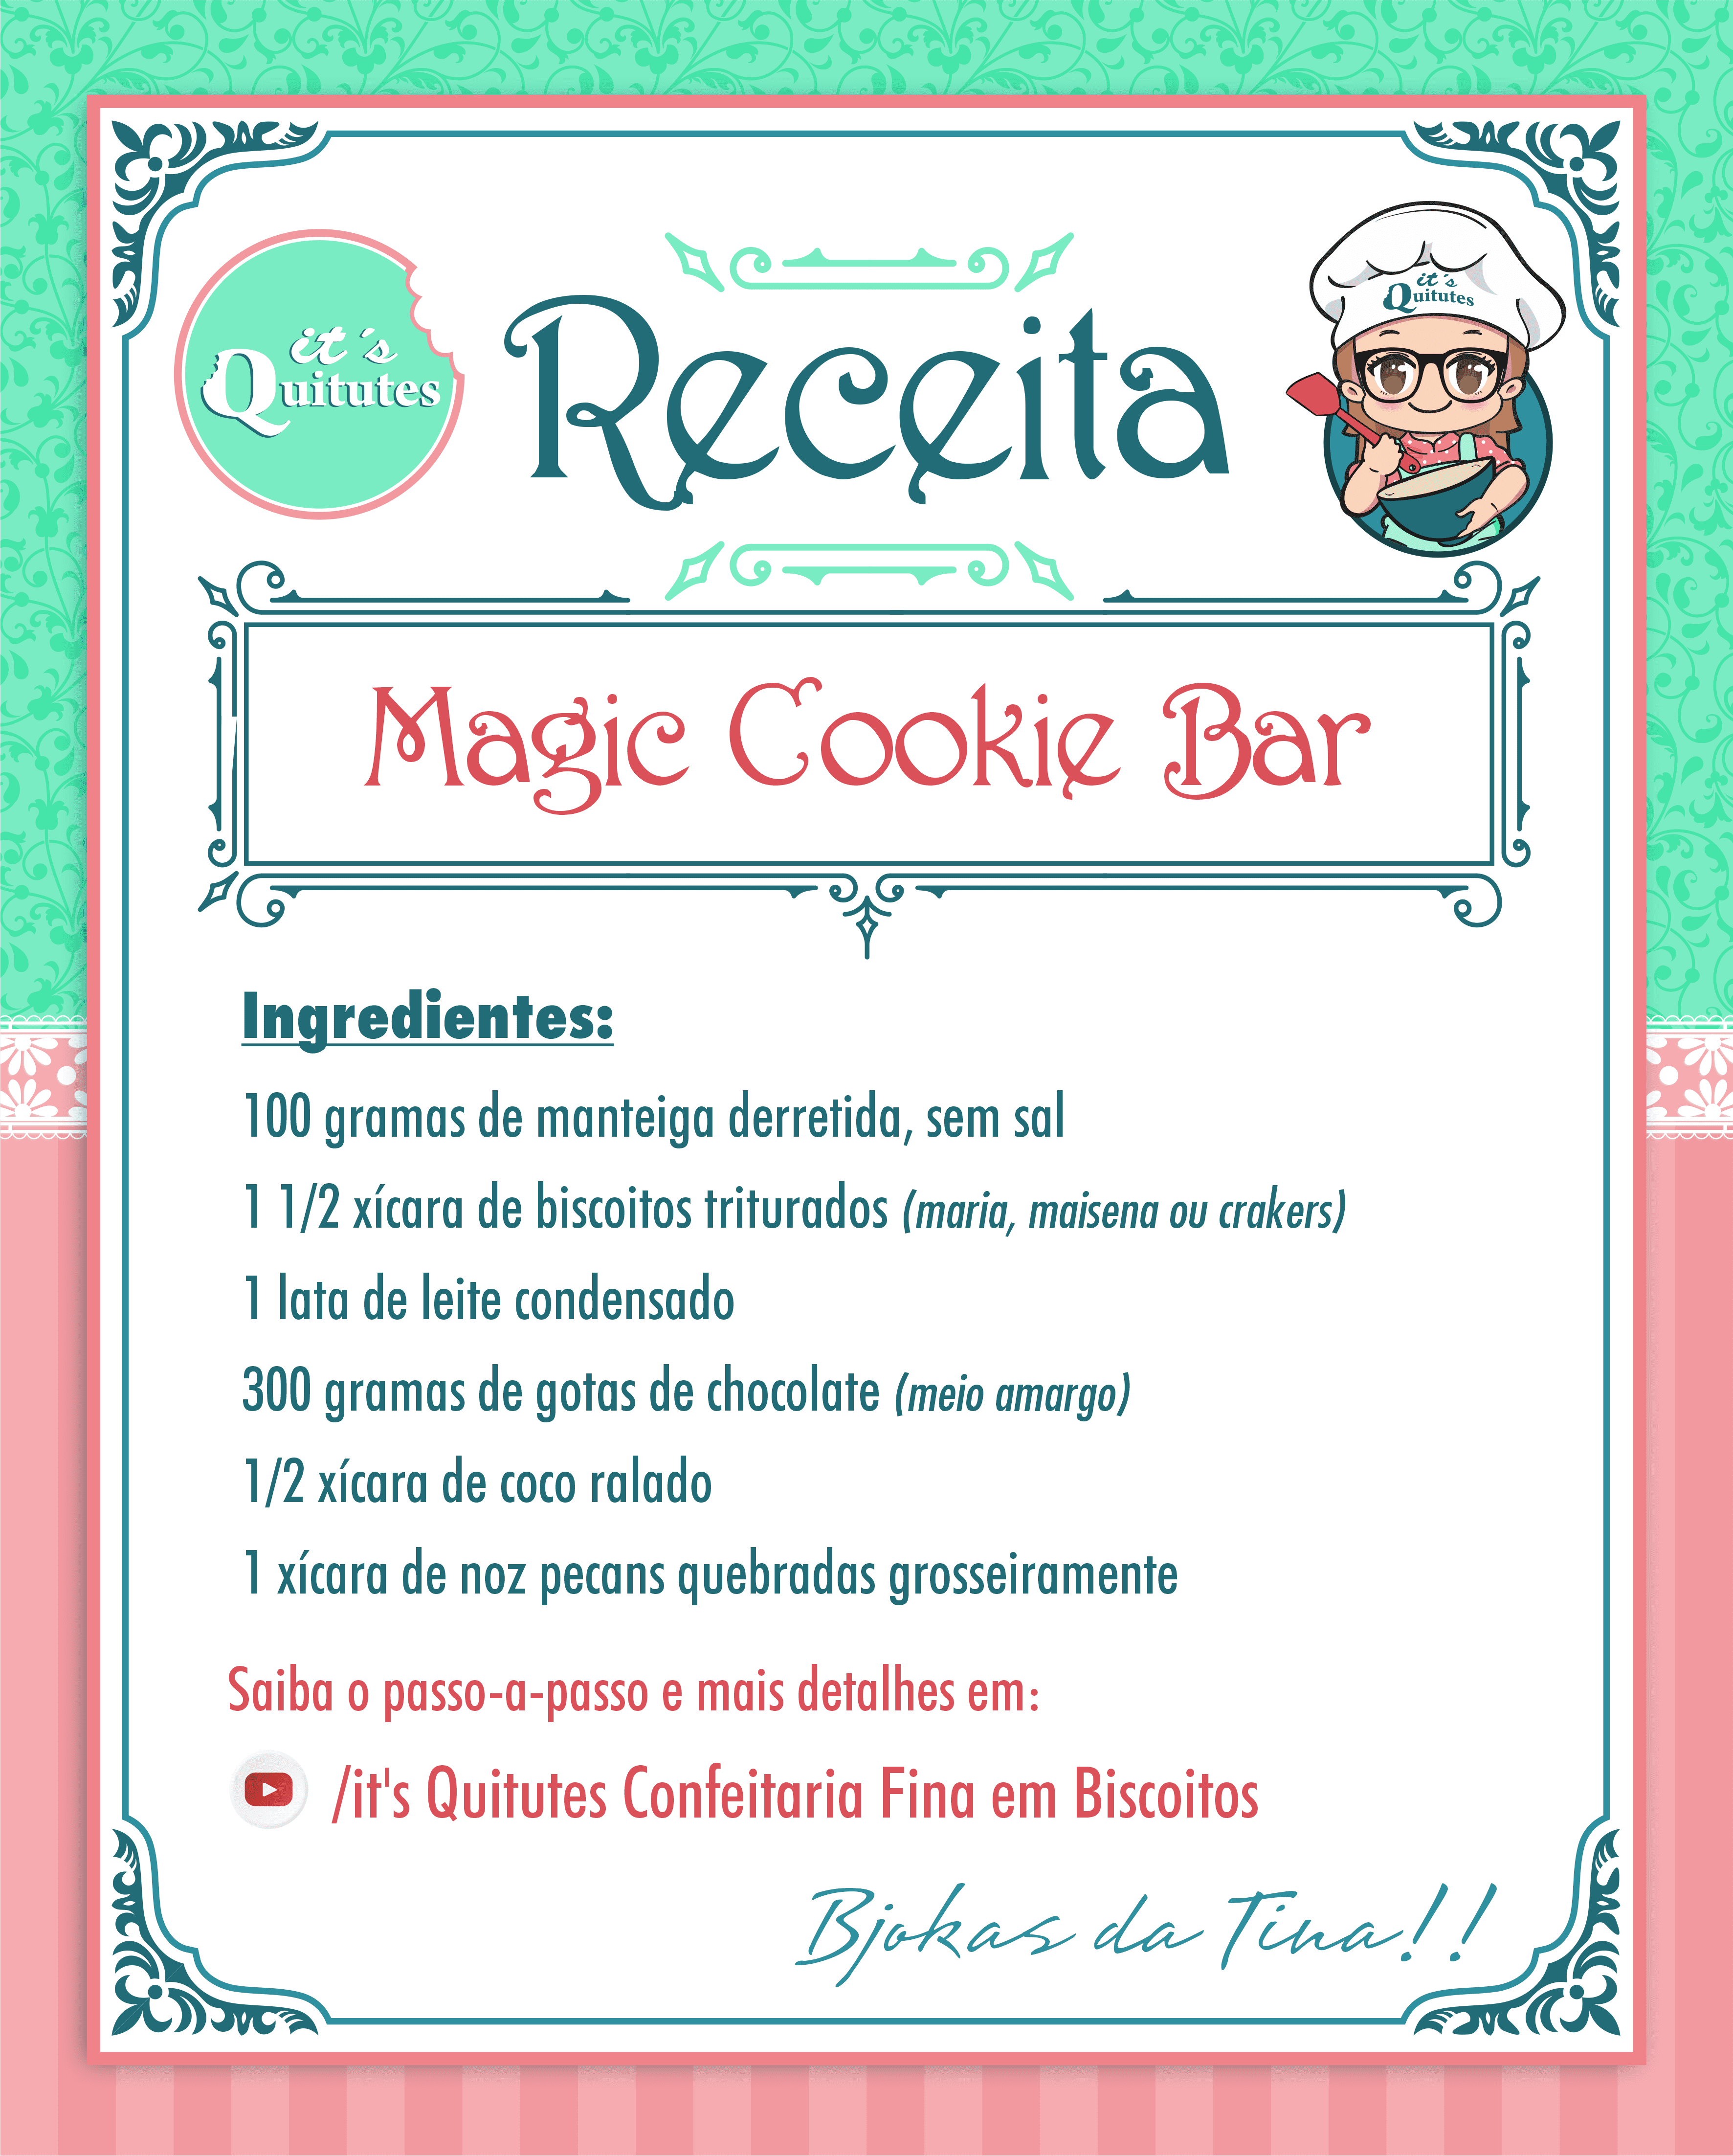 it´s
Quitutes
Receita
it´s
Quitutes
Magic Cookie Bar
Ingredientes:
100 gramas de manteiga derretida, sem sal
1 1/2 xícara de biscoitos triturados (maria, maisena ou crakers)
1 lata de leite condensado
300 gramas de gotas de chocolate (meio amargo)
1/2 xícara de coco ralado
1 xícara de noz pecans quebradas grosseiramente
Saiba o passo-a-passo e mais detalhes em:
/it's Quitutes Confeitaria Fina em Biscoitos
Bjokas da Tina!!